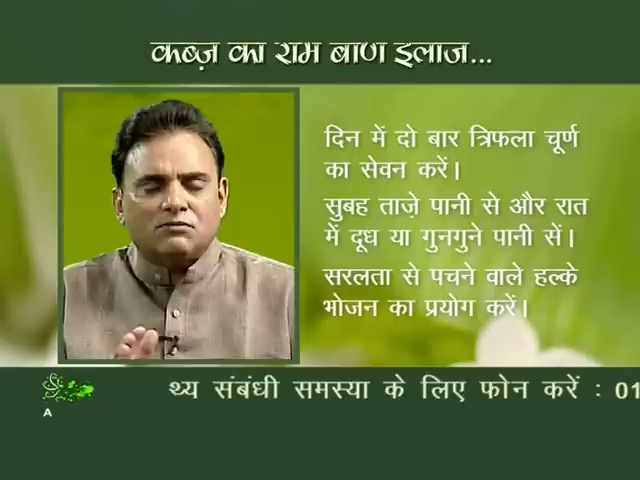 कब्ज़ का राम बाण इलाज...
दिन में दो बार त्रिफला चूर्ण
का सेवन करें।
सुबह ताज़े पानी से और रात
में दूध या गुनगुने पानी सें।
सरलता से पचने वाले हल्के
भोजन का प्रयोग करें।
थ्य संबंधी समस्या के लिए फोन करें : 01
A